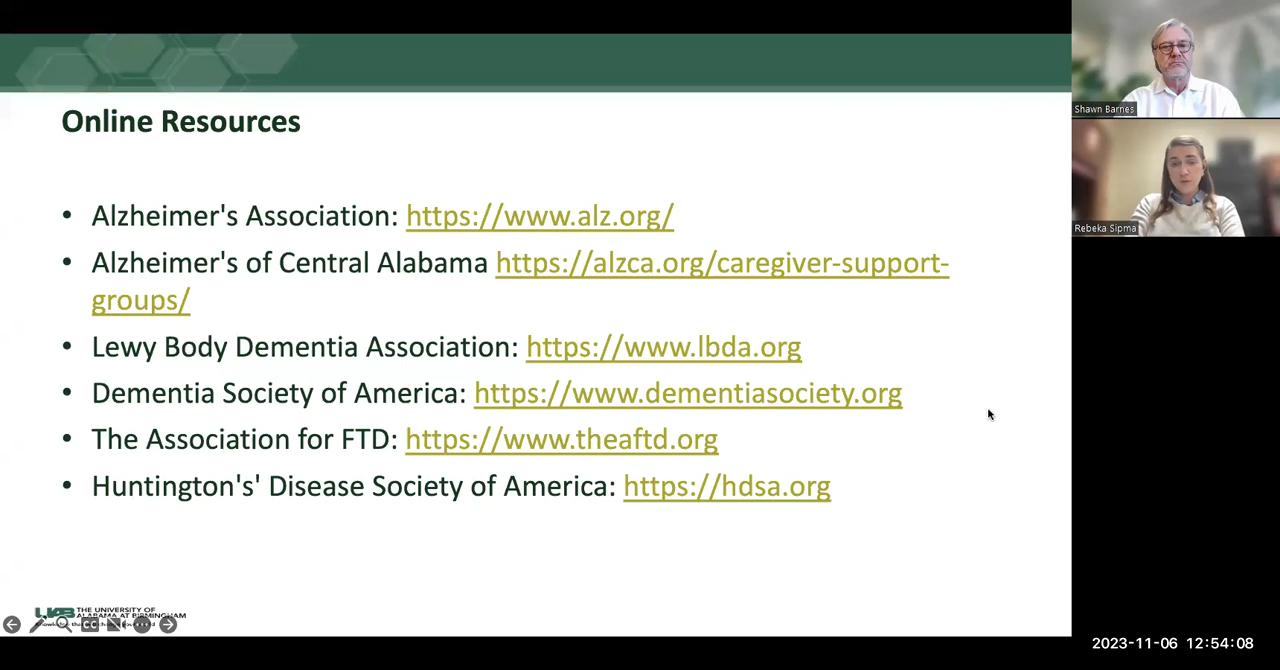 Online Resources
• Alzheimer's Association: https://www.alz.org/
• Alzheimer's of Central Alabama https://alzca.org/caregiver-support-
groups/
• Lewy Body Dementia Association: https://www.lbda.org
• Dementia Society of America: https://www.dementiasociety.org
• The Association for FTD: https://www.theaftd.org
• Huntington's' Disease Society of America: https://hdsa.org
UAB THE UNIVERSITY OF
ALABAMA AT BIRMINGHAM
Shawn Barnes
Rebeka Sipma
2023-11-06 12:54:08